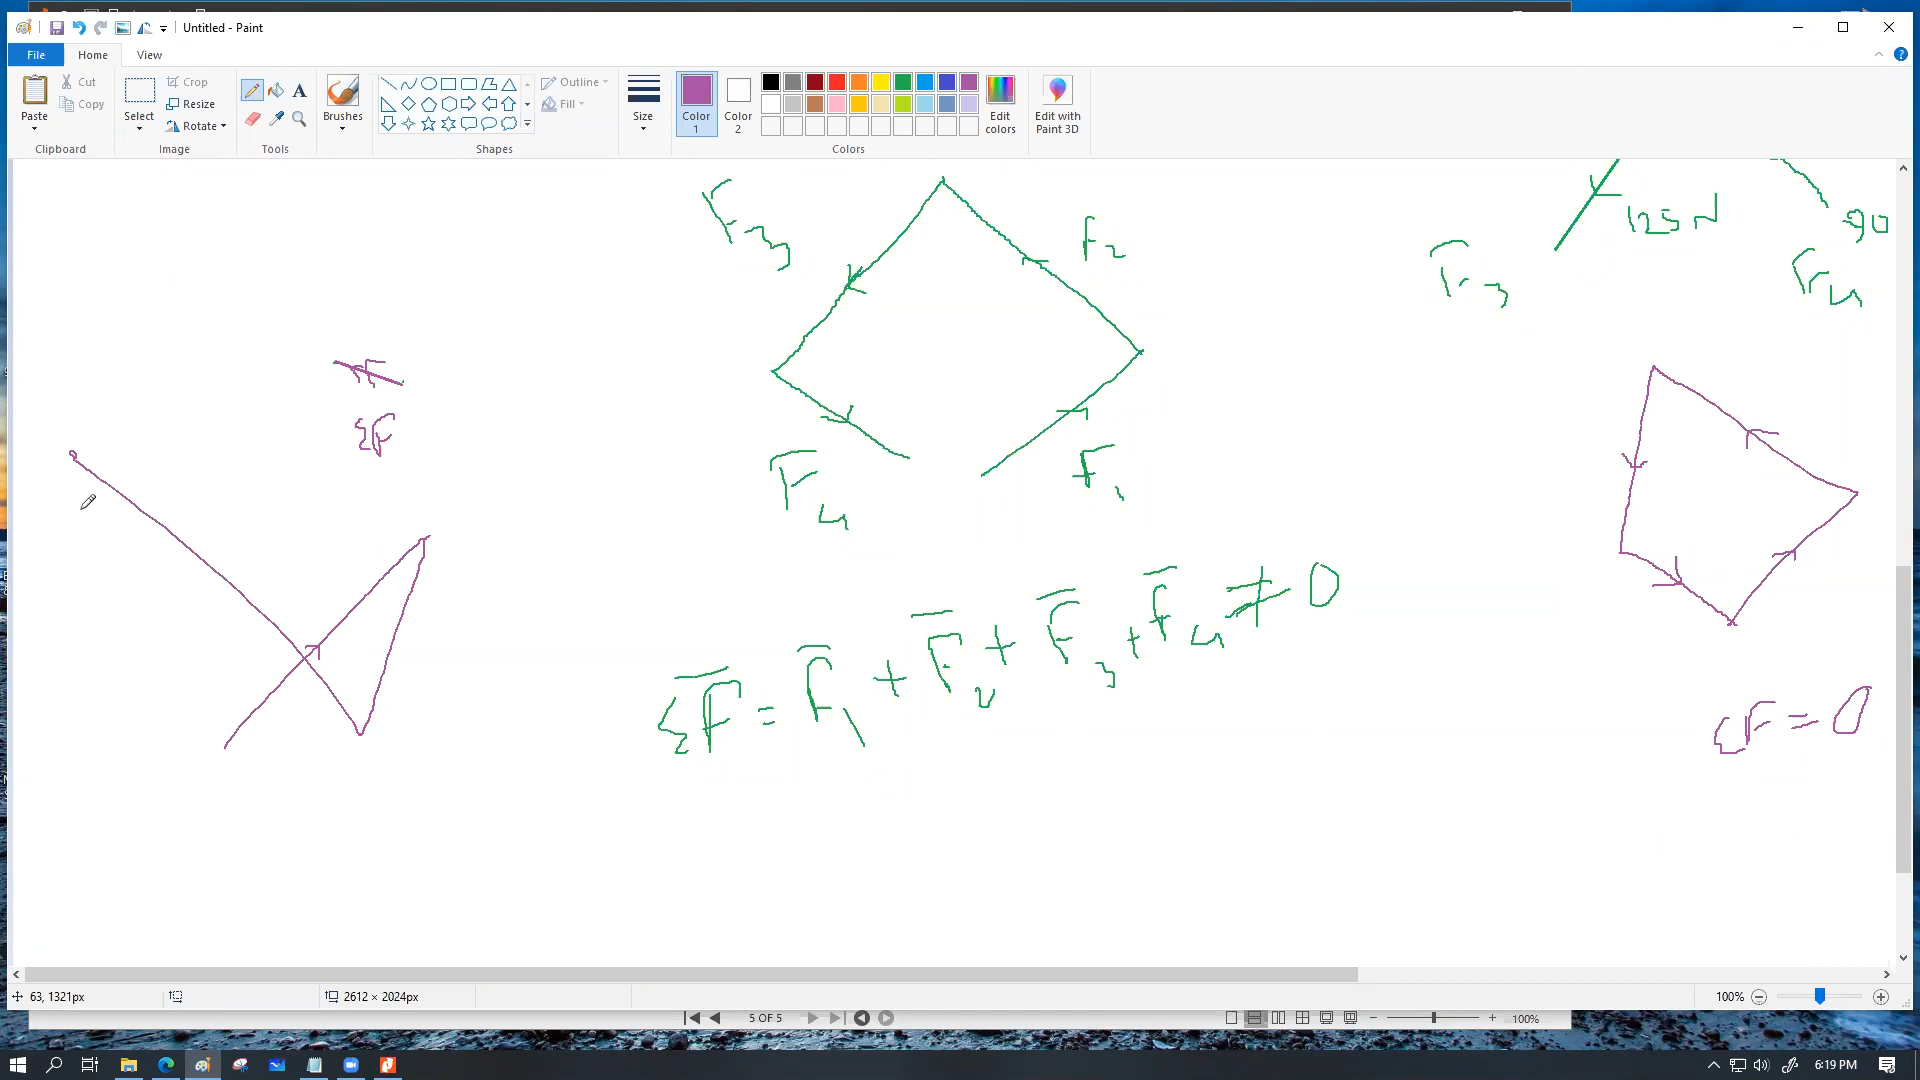 Untitled - Paint
File Home View
Paste Cut Copy Clipboard
Select Crop Resize Rotate Image
Tools
Brushes
Shapes
Outline Fill
Size
Color 1 Color 2
Edit colors
Colors
Edit with Paint 3D
F3
F2
125 N
90
F3
F4
F
ΣF
F4
F1
ΣF = F1 + F2 + F3 + F4 ≠ 0
ΣF = 0
63, 1321px
2612 × 2024px
100%
5 OF 5
100%
6:19 PM